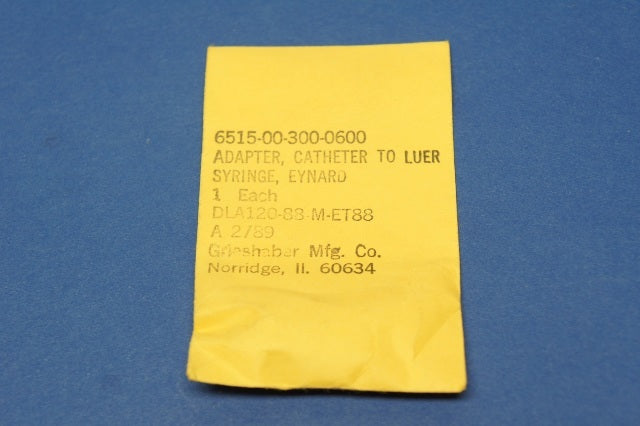 6515-00-300-0600
ADAPTER, CATHETER TO LUER
SYRINGE, EYNARD
1 Each
DLA120-88-M-ET88
A 2/89
Grieshaber Mfg. Co.
Norridge, Il. 60634